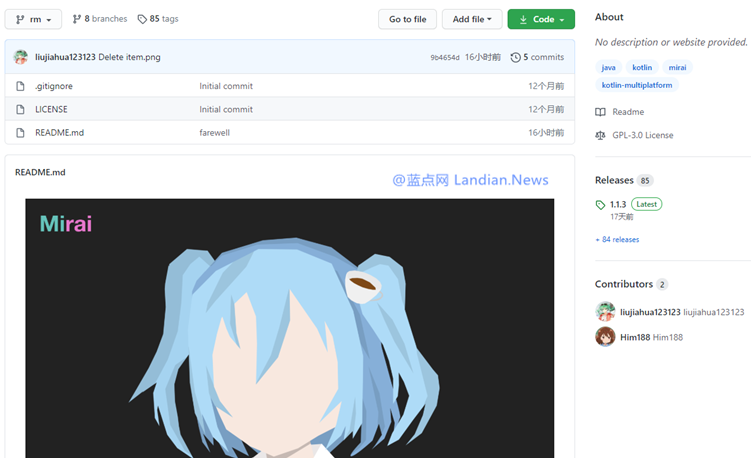 rm
8 branches
85 tags
Go to file
Add file
Code
liujiahua123123 Delete item.png
9b4654d 16小时前
5 commits
.gitignore
Initial commit
12个月前
LICENSE
Initial commit
12个月前
README.md
farewell
16小时前
README.md
@蓝点网 Landian.News
Mirai
About
No description or website provided.
java kotlin mirai
kotlin-multiplatform
Readme
GPL-3.0 License
Releases 85
1.1.3 Latest
17天前
+ 84 releases
Contributors 2
liujiahua123123 liujiahua123123
Him188 Him188